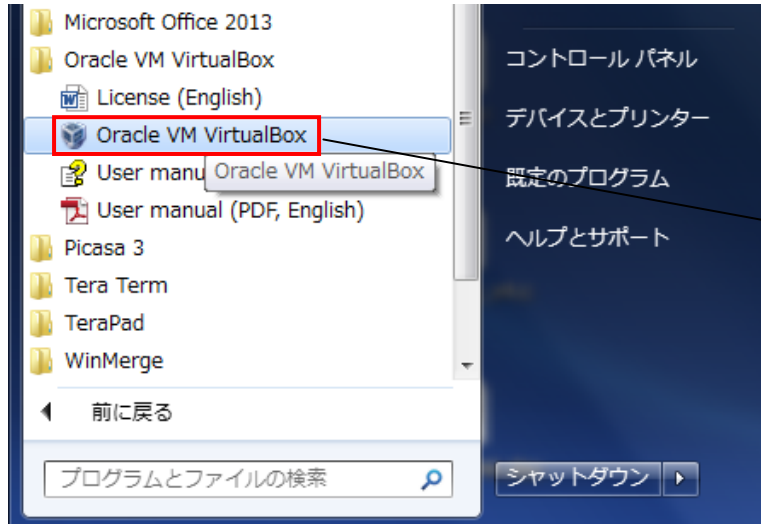 Microsoft Office 2013
Oracle VM VirtualBox
License (English)
Oracle VM VirtualBox
User manu
Oracle VM VirtualBox
User manual (PDF, English)
Picasa 3
Tera Term
TeraPad
WinMerge
前に戻る
プログラムとファイルの検索
コントロール パネル
デバイスとプリンター
既定のプログラム
ヘルプとサポート
シャットダウン